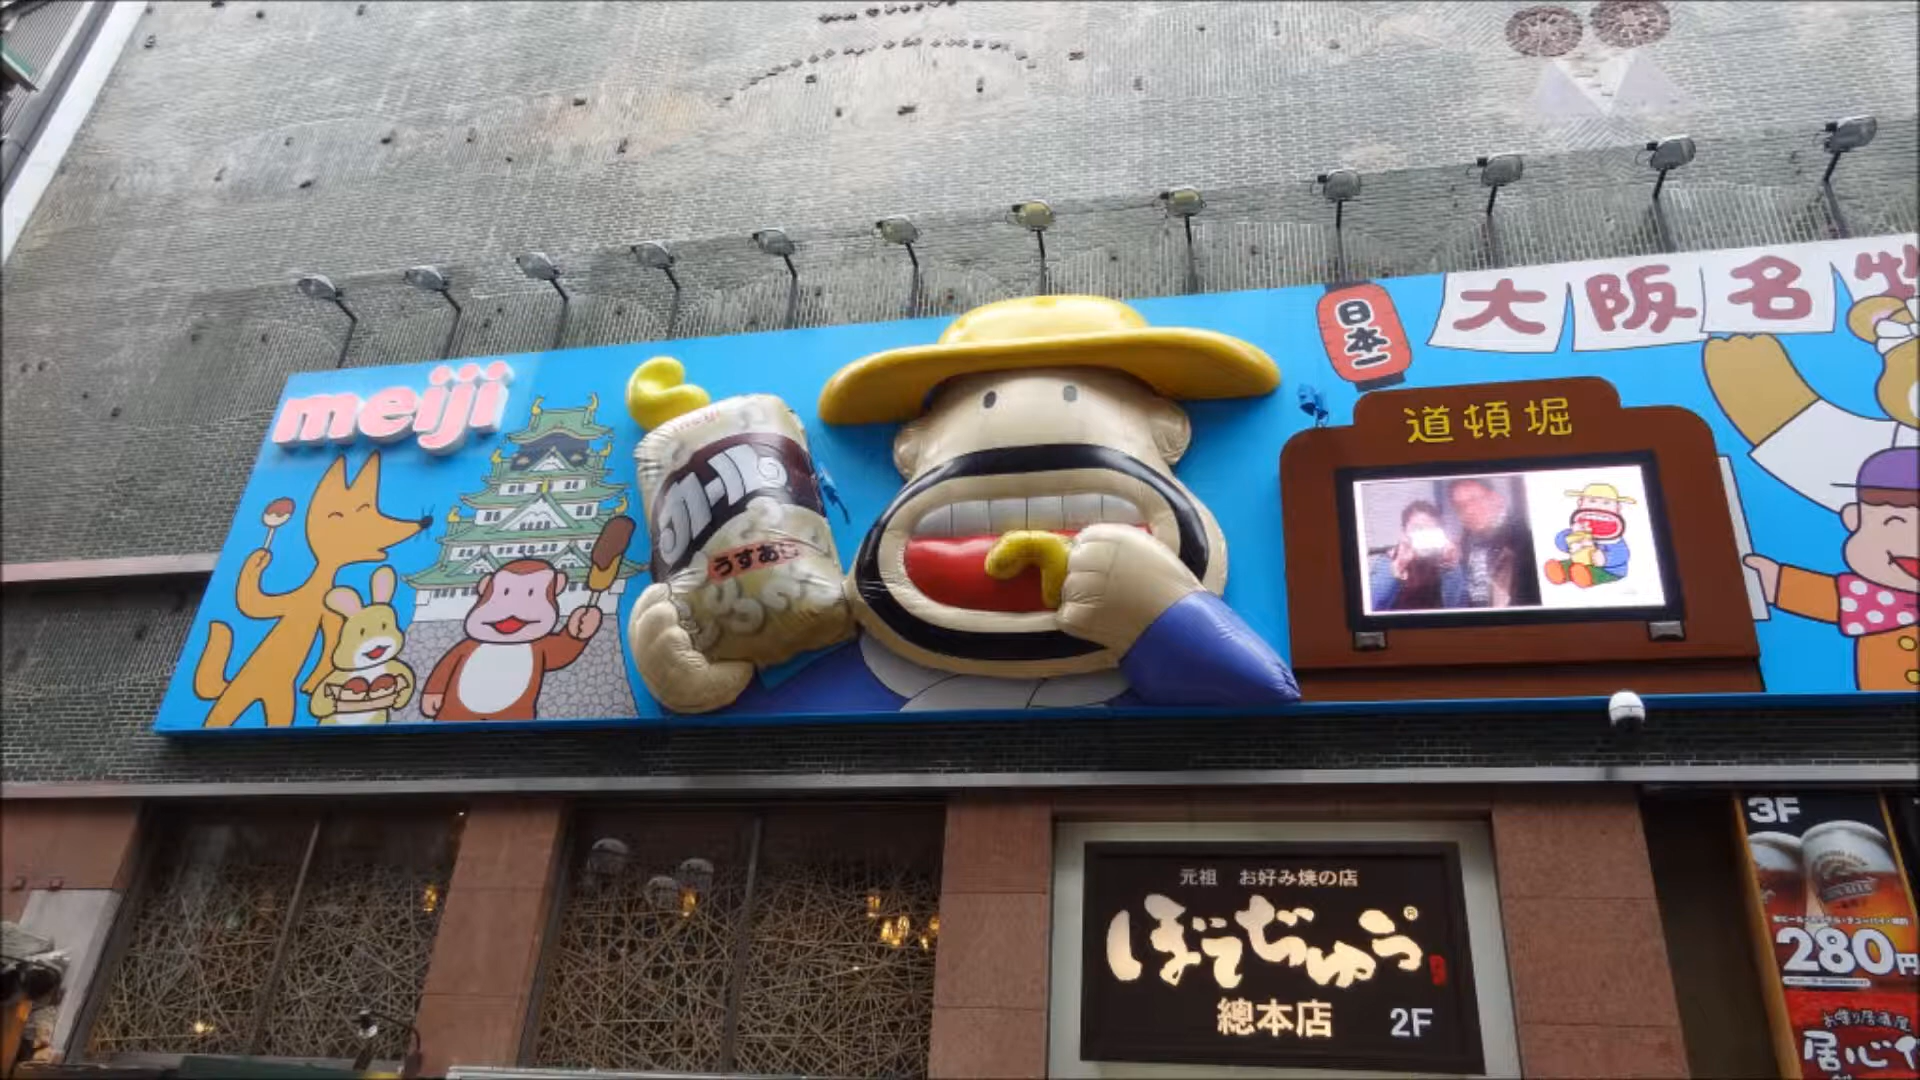 meiji
meiji
カール
うすあじ
日本一
大阪名物
道頓堀
元祖 お好み焼の店
ぼてぢゅう®
總本店 2F
3F
280円
居心